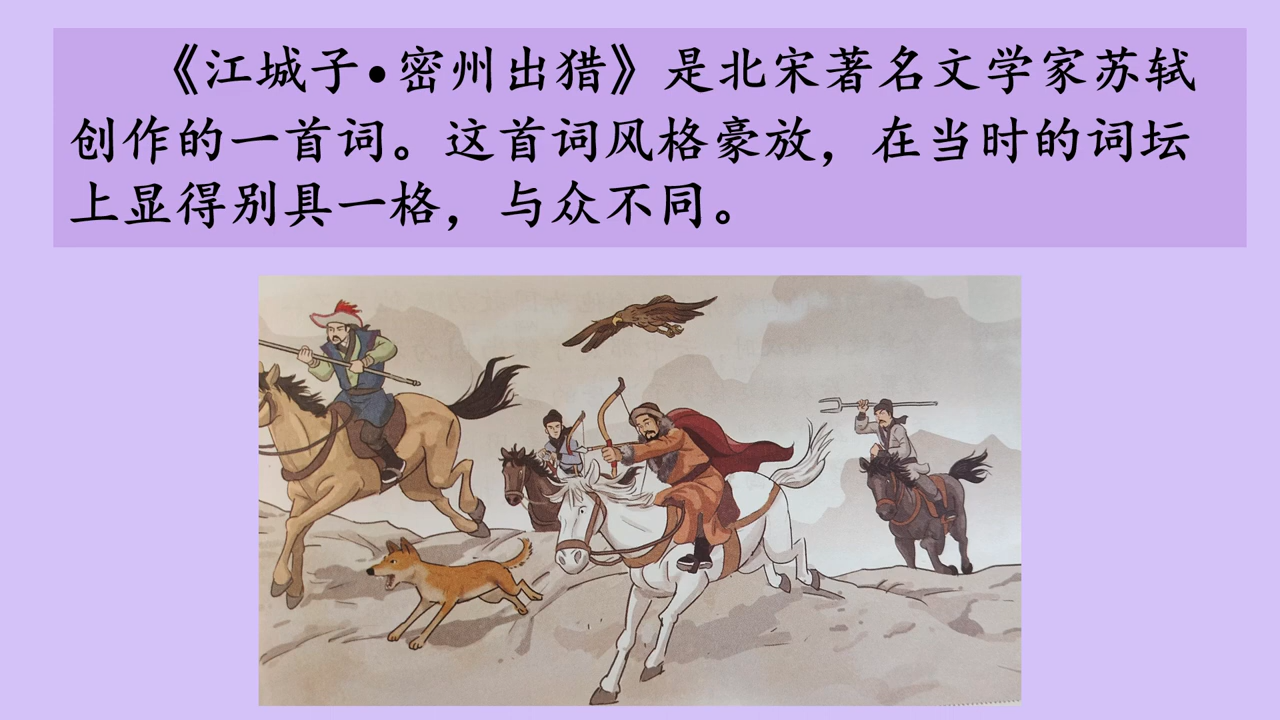 《江城子•密州出猎》是北宋著名文学家苏轼
创作的一首词。这首词风格豪放，在当时的词坛
上显得别具一格，与众不同。